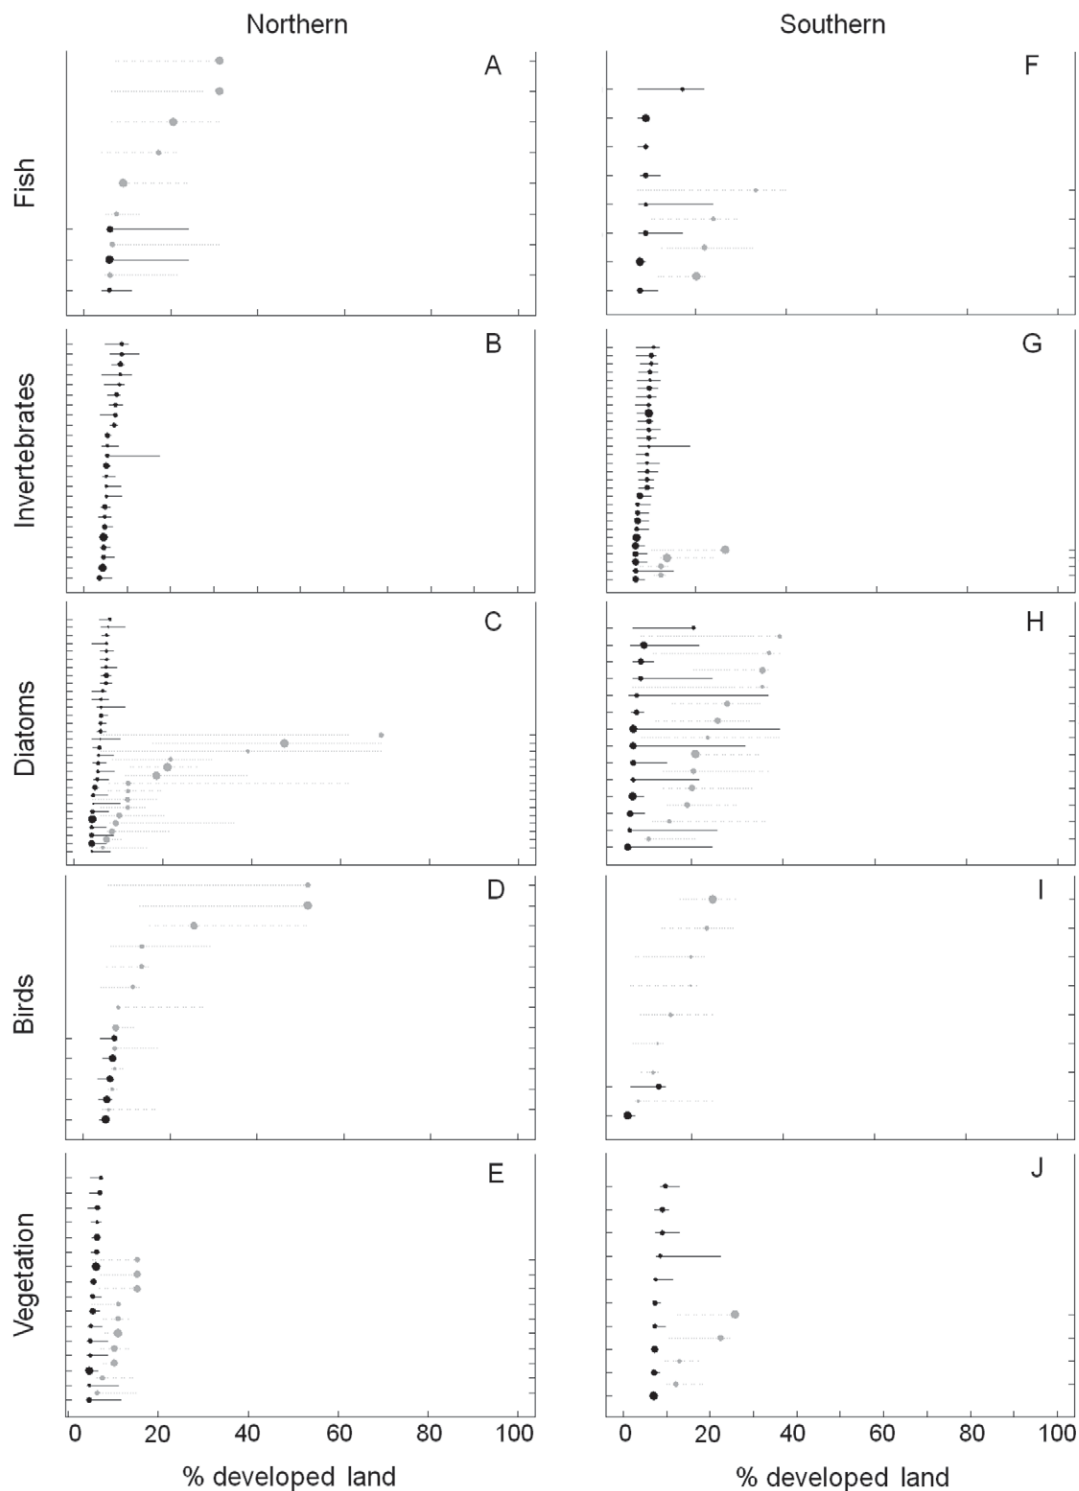 Northern
Southern
Fish
A
F
Invertebrates
B
G
Diatoms
C
H
Birds
D
I
Vegetation
E
J
0 20 40 60 80 100
0 20 40 60 80 100
% developed land
% developed land